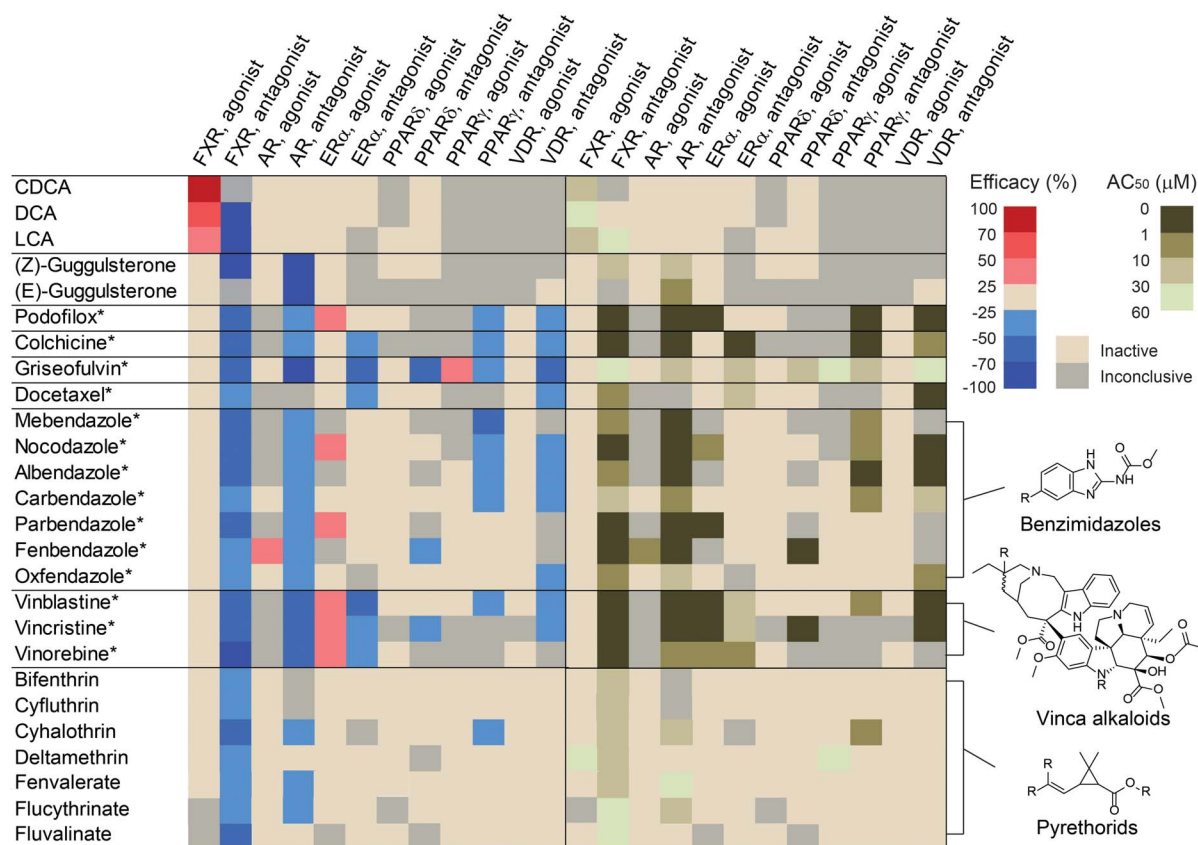 FXR, agonist
FXR, antagonist
AR, agonist
AR, antagonist
ERα, agonist
ERα, antagonist
PPARδ, agonist
PPARδ, antagonist
PPARγ, agonist
PPARγ, antagonist
VDR, agonist
VDR, antagonist
FXR, agonist
FXR, antagonist
AR, agonist
AR, antagonist
ERα, agonist
ERα, antagonist
PPARδ, agonist
PPARδ, antagonist
PPARγ, agonist
PPARγ, antagonist
VDR, agonist
VDR, antagonist
CDCA
DCA
LCA
(Z)-Guggulsterone
(E)-Guggulsterone
Podofilox*
Colchicine*
Griseofulvin*
Docetaxel*
Mebendazole*
Nocodazole*
Albendazole*
Carbendazole*
Parbendazole*
Fenbendazole*
Oxfendazole*
Vinblastine*
Vincristine*
Vinorebine*
Bifenthrin
Cyfluthrin
Cyhalothrin
Deltamethrin
Fenvalerate
Flucythrinate
Fluvalinate
Efficacy (%)
100
70
50
25
-25
-50
-70
-100
AC50 (μM)
0
1
10
30
60
Inactive
Inconclusive
R
H
N
N
NH
O
O
Benzimidazoles
R
N
N
H
O
O
O
N
N
R
O
O
OH
O
O
Vinca alkaloids
R
R
O
O
R
Pyrethorids